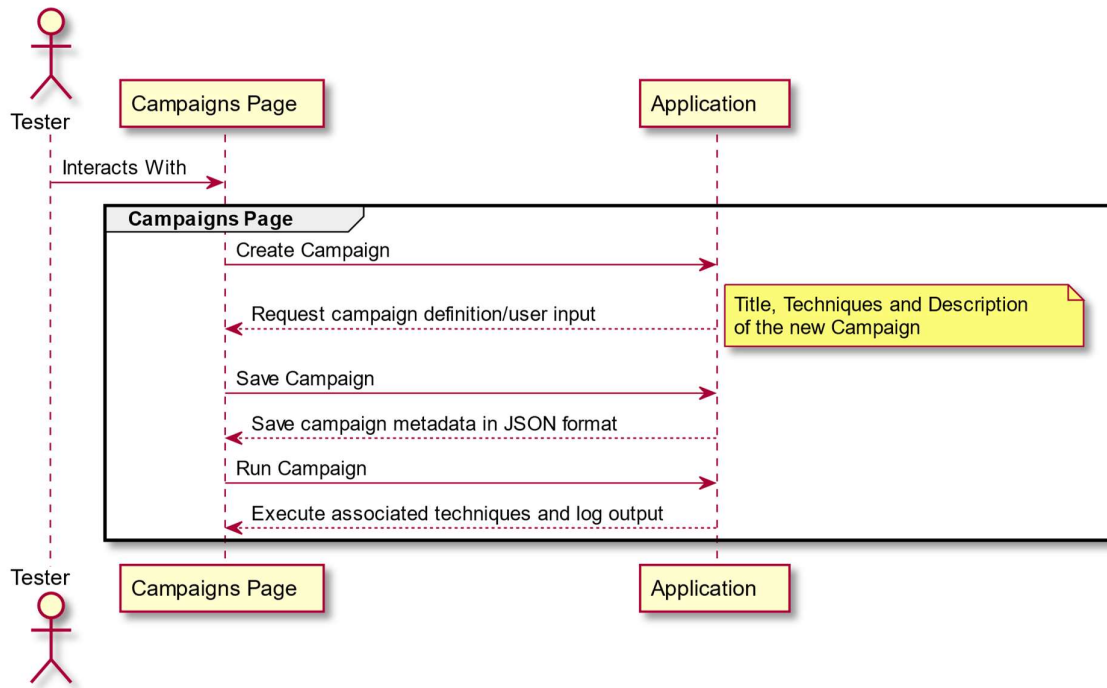 Tester
Campaigns Page
Application
Interacts With
Campaigns Page
Create Campaign
Title, Techniques and Description
of the new Campaign
Request campaign definition/user input
Save Campaign
Save campaign metadata in JSON format
Run Campaign
Execute associated techniques and log output
Tester
Campaigns Page
Application